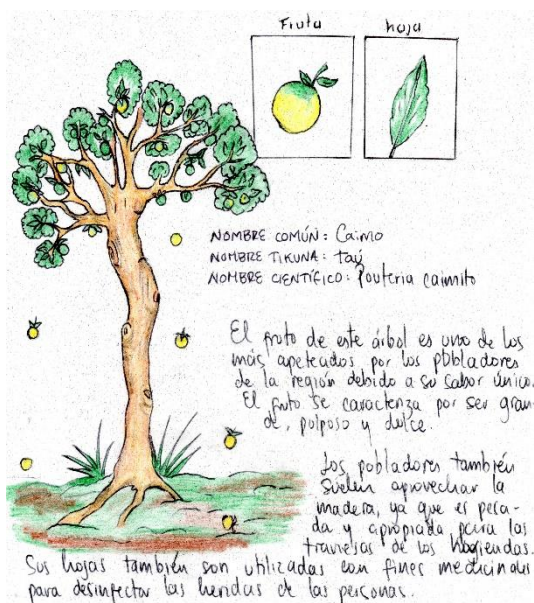 Fruta
hoja
NOMBRE COMÚN: Caimo
NOMBRE TIKUNA: taú
NOMBRE CIENTÍFICO: Pouteria caimito
El fruto de este árbol es uno de los
más apetecidos por los pobladores
de la región debido a su sabor único.
El fruto se caracteriza por ser gran-
de, pulposo y dulce.
Los pobladores también
suelen aprovechar la
madera, ya que es pesa-
da y apropiada para las
traviesas de las haciendas.
Sus hojas también son utilizadas con fines medicinales
para desinfectar las heridas de las personas.